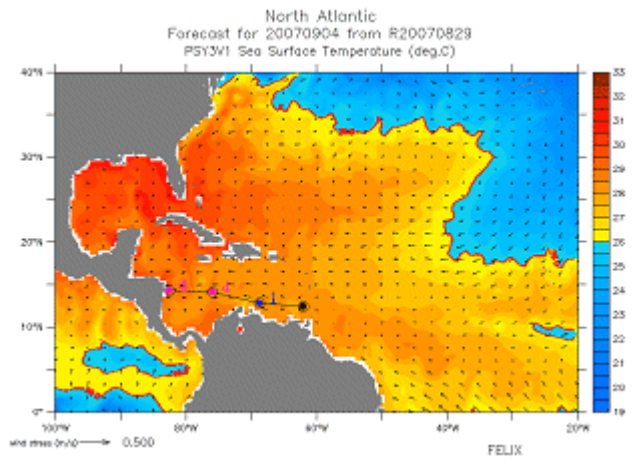 North Atlantic
Forecast for 20070904 from R20070829
PSY3V1 Sea Surface Temperature (deg.C)
40°N
30°N
20°N
10°N
0°
100°W 80°W 60°W 40°W 20°W
33
32
31
30
29
28
27
26
25
24
23
22
21
20
19
wind stress (n/s) 0.500
FELIX